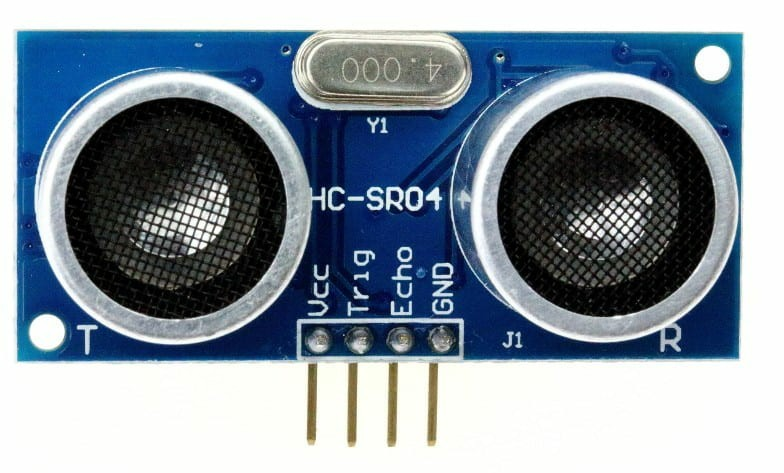 4.000
Y1
HC-SR04
Vcc
Trig
Echo
GND
T
J1
R